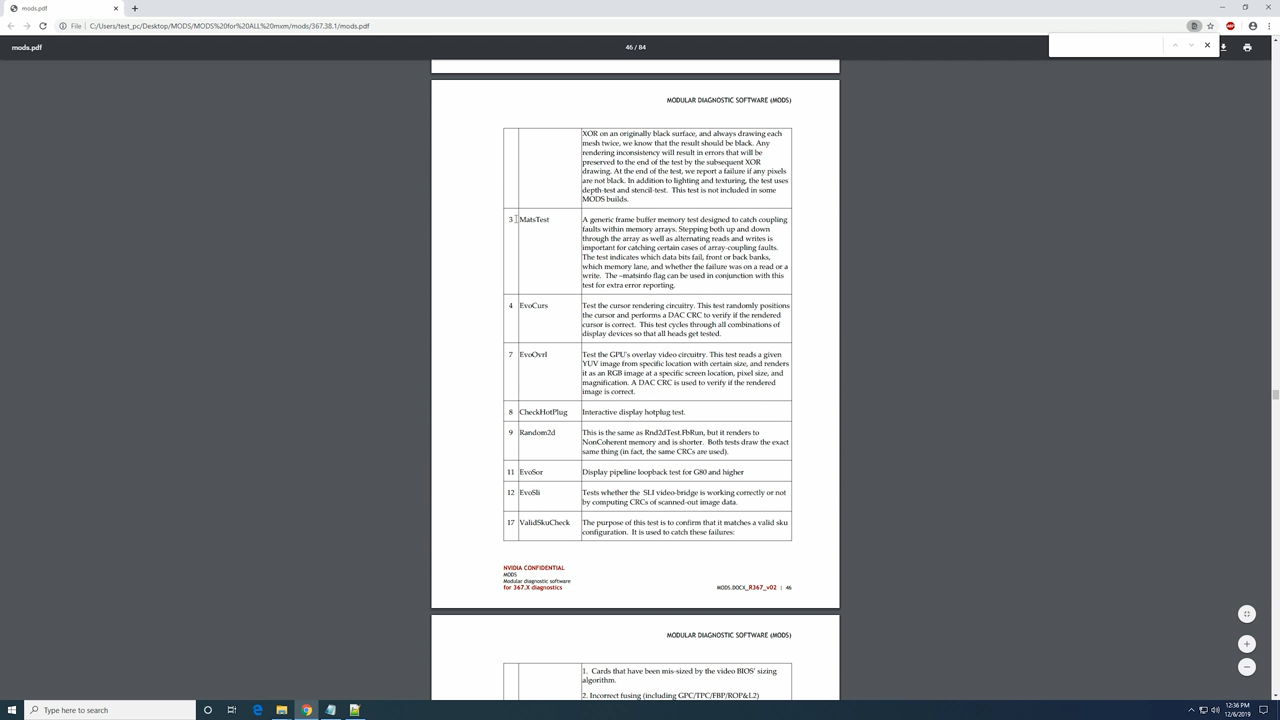 mods.pdf
File
C:/Users/test_pc/Desktop/MODS/MODS%20for%20ALL%20mxm/mods/367.38.1/mods.pdf
ABP
mods.pdf
46 / 84
MODULAR DIAGNOSTIC SOFTWARE (MODS)
XOR on an originally black surface, and always drawing each
mesh twice, we know that the result should be black. Any
rendering inconsistency will result in errors that will be
preserved to the end of the test by the subsequent XOR
drawing. At the end of the test, we report a failure if any pixels
are not black. In addition to lighting and texturing, the test uses
depth-test and stencil-test. This test is not included in some
MODS builds.
3 MatsTest
A generic frame buffer memory test designed to catch coupling
faults within memory arrays. Stepping both up and down
through the array as well as alternating reads and writes is
important for catching certain cases of array-coupling faults.
The test indicates which data bits fail, front or back banks,
which memory lane, and whether the failure was on a read or a
write. The –matsinfo flag can be used in conjunction with this
test for extra error reporting.
4 EvoCurs
Test the cursor rendering circuitry. This test randomly positions
the cursor and performs a DAC CRC to verify if the rendered
cursor is correct. This test cycles through all combinations of
display devices so that all heads get tested.
7 EvoOvrl
Test the GPU's overlay video circuitry. This test reads a given
YUV image from specific location with certain size, and renders
it as an RGB image at a specific screen location, pixel size, and
magnification. A DAC CRC is used to verify if the rendered
image is correct.
8 CheckHotPlug
Interactive display hotplug test.
9 Random2d
This is the same as Rnd2dTest.FbRun, but it renders to
NonCoherent memory and is shorter. Both tests draw the exact
same thing (in fact, the same CRCs are used).
11 EvoSor
Display pipeline loopback test for G80 and higher
12 EvoSli
Tests whether the SLI video-bridge is working correctly or not
by computing CRCs of scanned-out image data.
17 ValidSkuCheck
The purpose of this test is to confirm that it matches a valid sku
configuration. It is used to catch these failures:
NVIDIA CONFIDENTIAL
MODS
Modular diagnostic software
for 367.X diagnostics
MODS.DOCX_R367_v02 | 46
MODULAR DIAGNOSTIC SOFTWARE (MODS)
1. Cards that have been mis-sized by the video BIOS' sizing
algorithm.
2. Incorrect fusing (including GPC/TPC/FBP/ROP&L2)
Type here to search
12:36 PM
12/6/2019